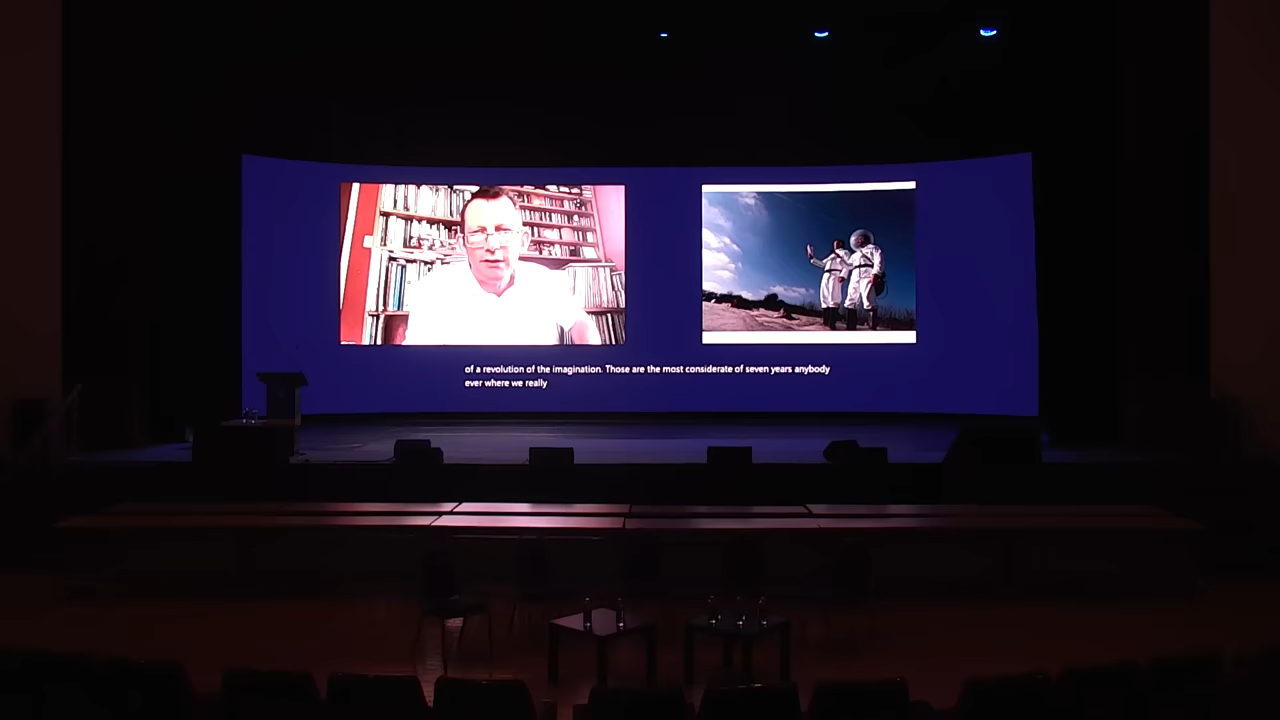 of a revolution of the imagination. Those are the most considerate of seven years anybody
ever where we really